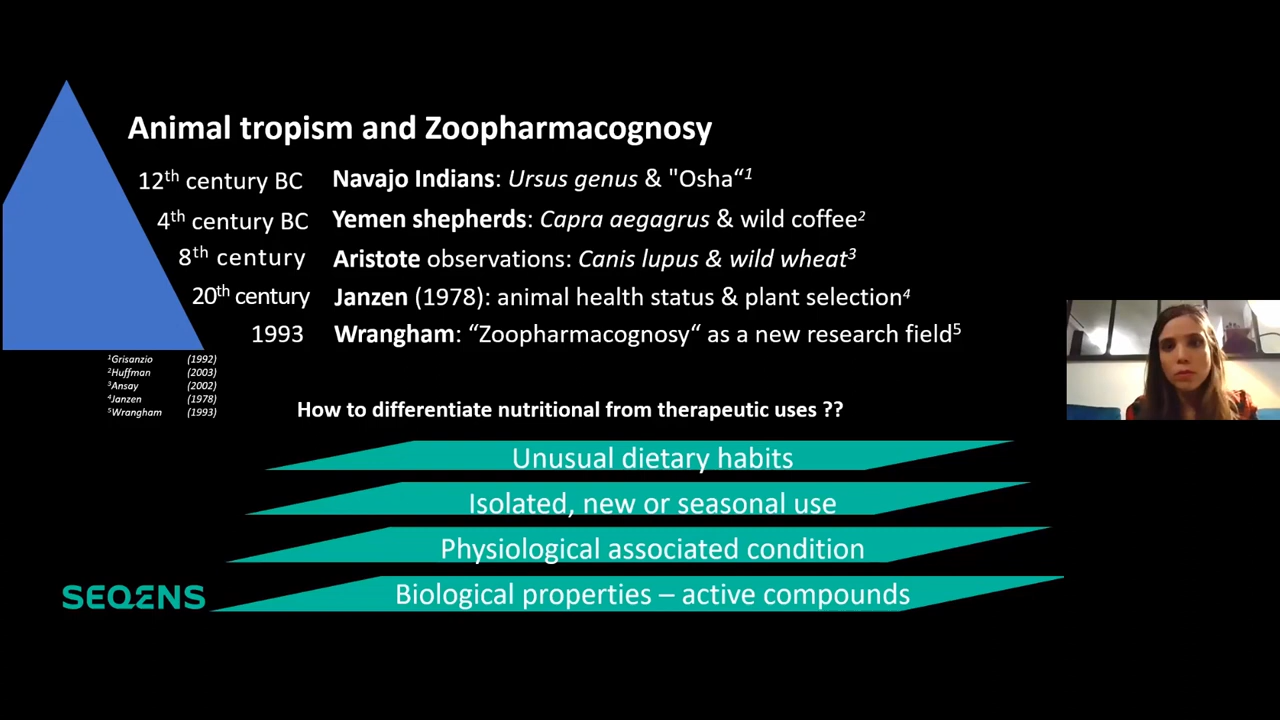 Animal tropism and Zoopharmacognosy
12th century BC Navajo Indians: Ursus genus & "Osha“1
4th century BC Yemen shepherds: Capra aegagrus & wild coffee2
8th century Aristote observations: Canis lupus & wild wheat3
20th century Janzen (1978): animal health status & plant selection4
1993 Wrangham: “Zoopharmacognosy“ as a new research field5
1Grisanzio (1992)
2Huffman (2003)
3Ansay (2002)
4Janzen (1978)
5Wrangham (1993)
How to differentiate nutritional from therapeutic uses ??
Unusual dietary habits
Isolated, new or seasonal use
Physiological associated condition
Biological properties – active compounds
SEQENS